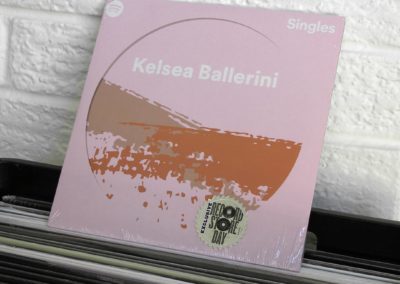 Singles
Kelsea Ballerini
EXCLUSIVE
RECORD
STORE
DAY